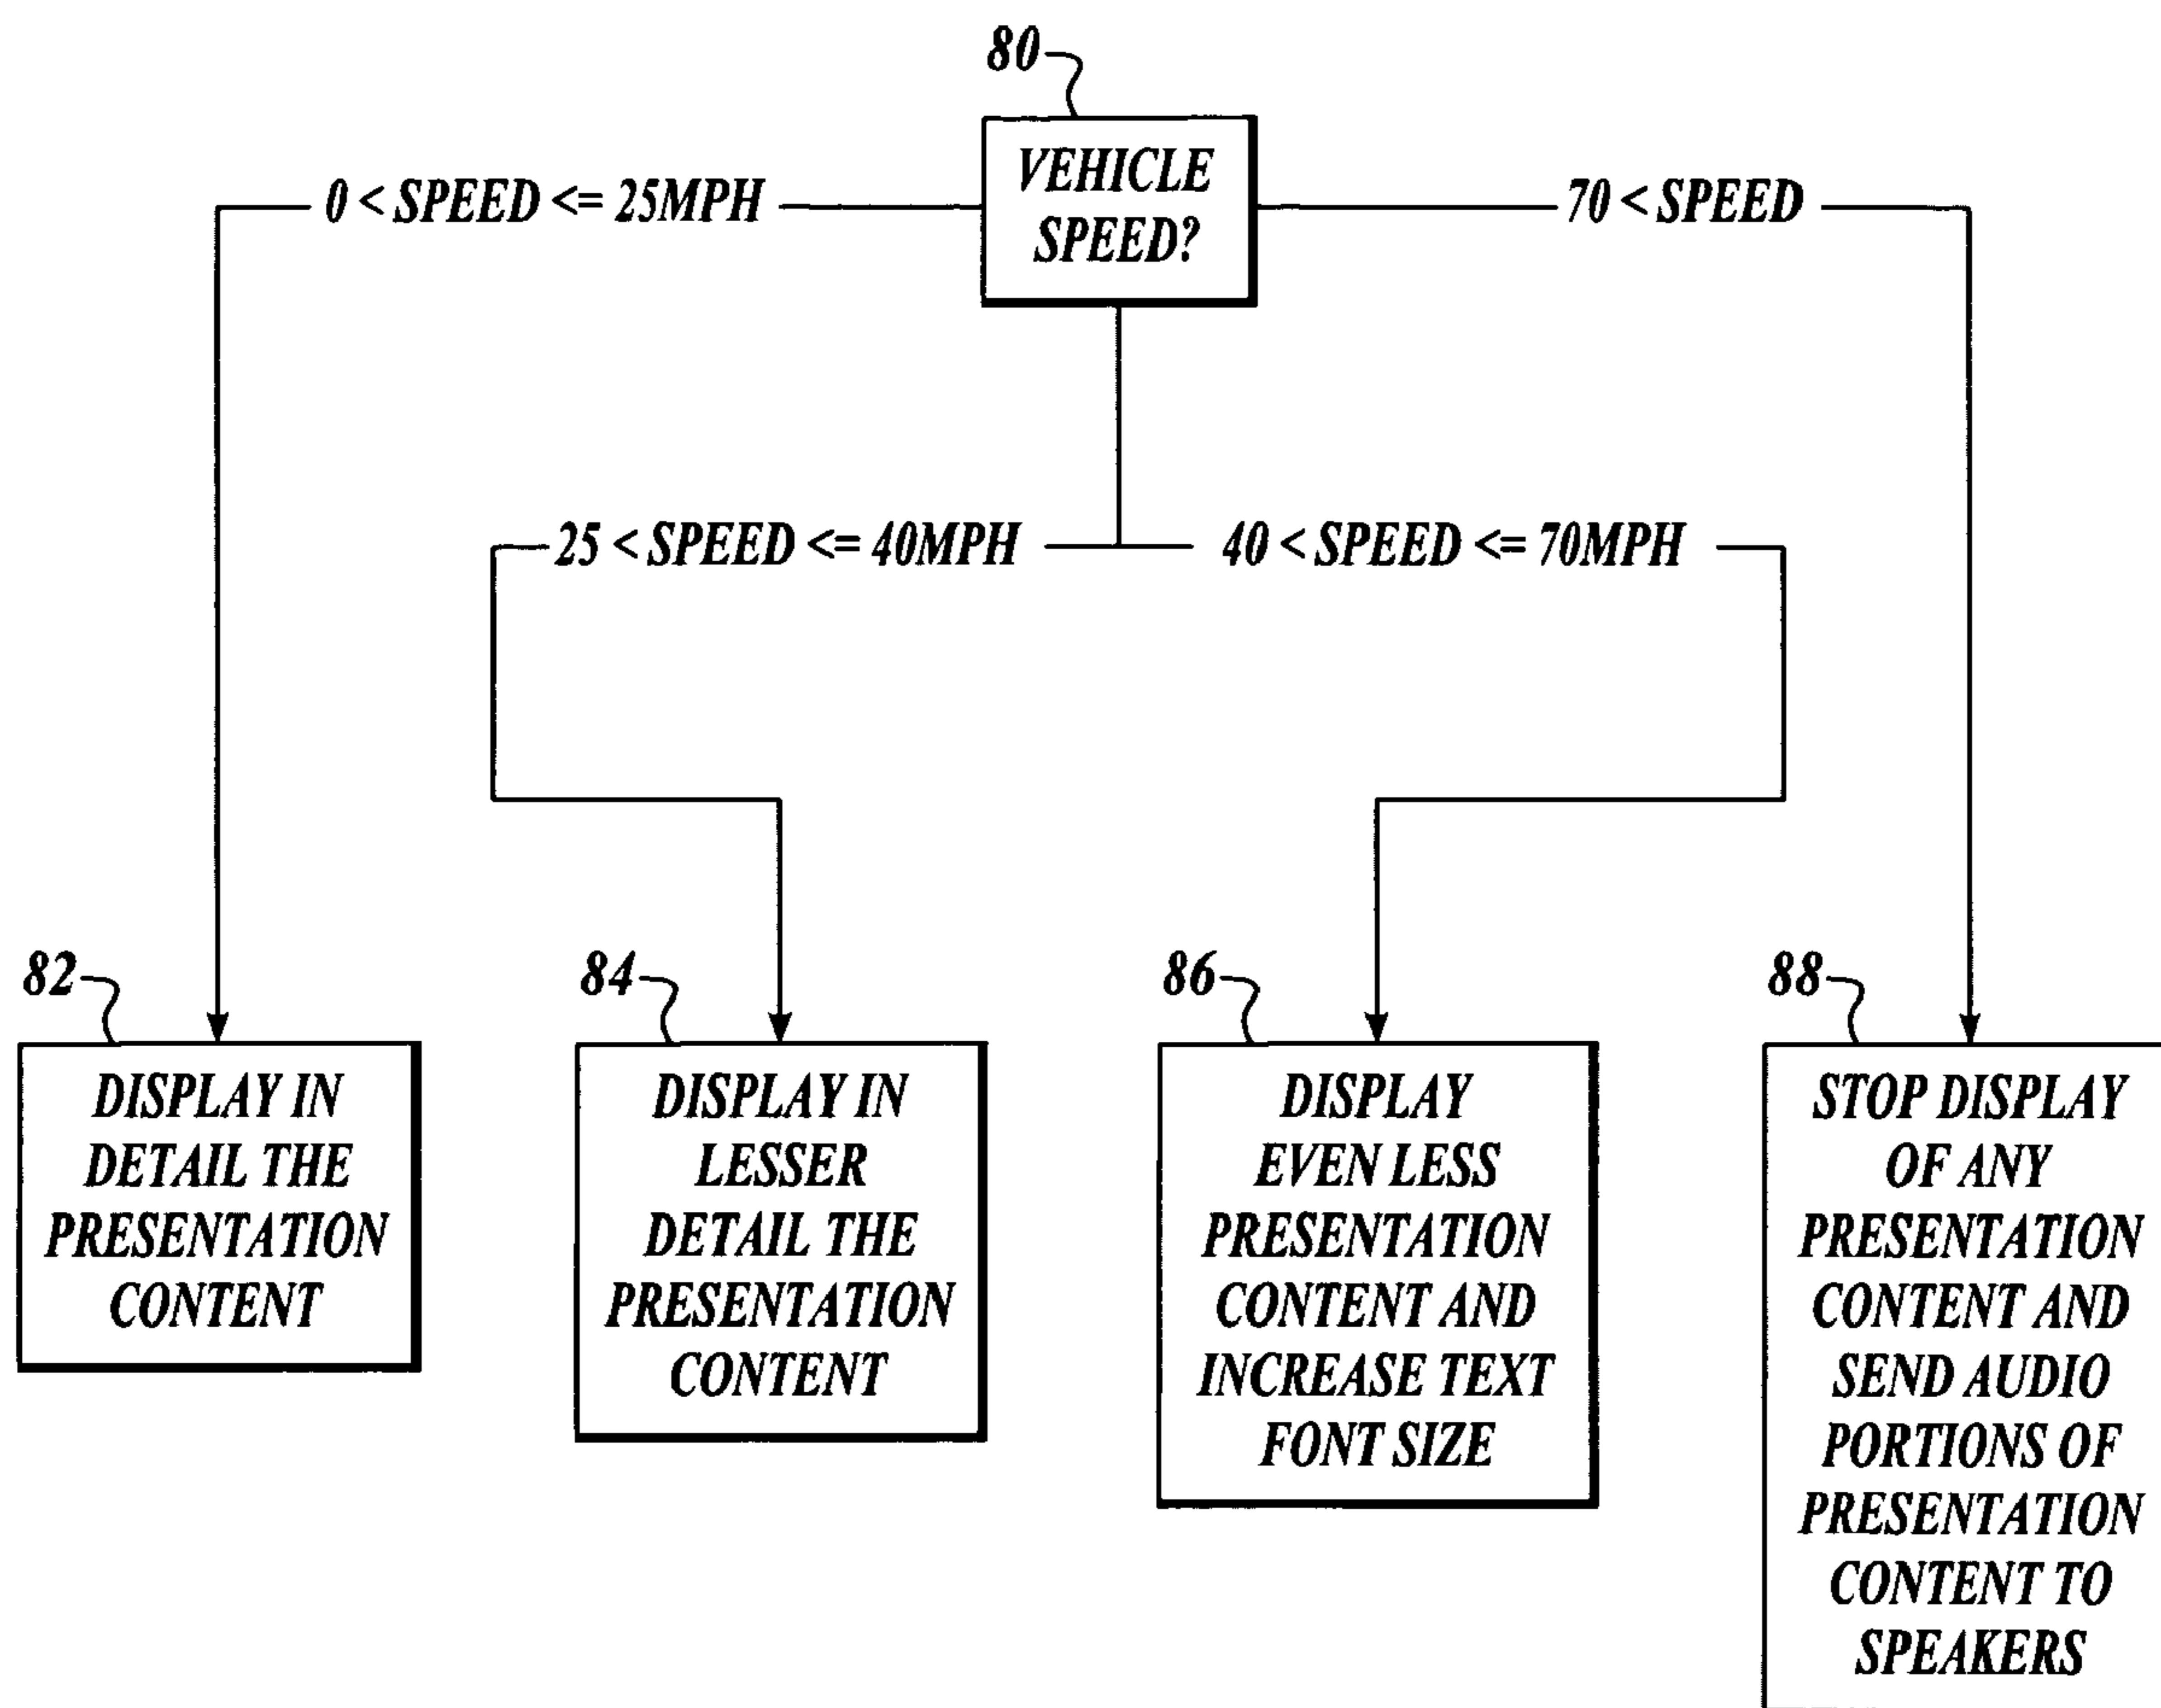 80
VEHICLE
SPEED?
0 < SPEED <= 25MPH
70 < SPEED
25 < SPEED <= 40MPH
40 < SPEED <= 70MPH
82
DISPLAY IN
DETAIL THE
PRESENTATION
CONTENT
84
DISPLAY IN
LESSER
DETAIL THE
PRESENTATION
CONTENT
86
DISPLAY
EVEN LESS
PRESENTATION
CONTENT AND
INCREASE TEXT
FONT SIZE
88
STOP DISPLAY
OF ANY
PRESENTATION
CONTENT AND
SEND AUDIO
PORTIONS OF
PRESENTATION
CONTENT TO
SPEAKERS